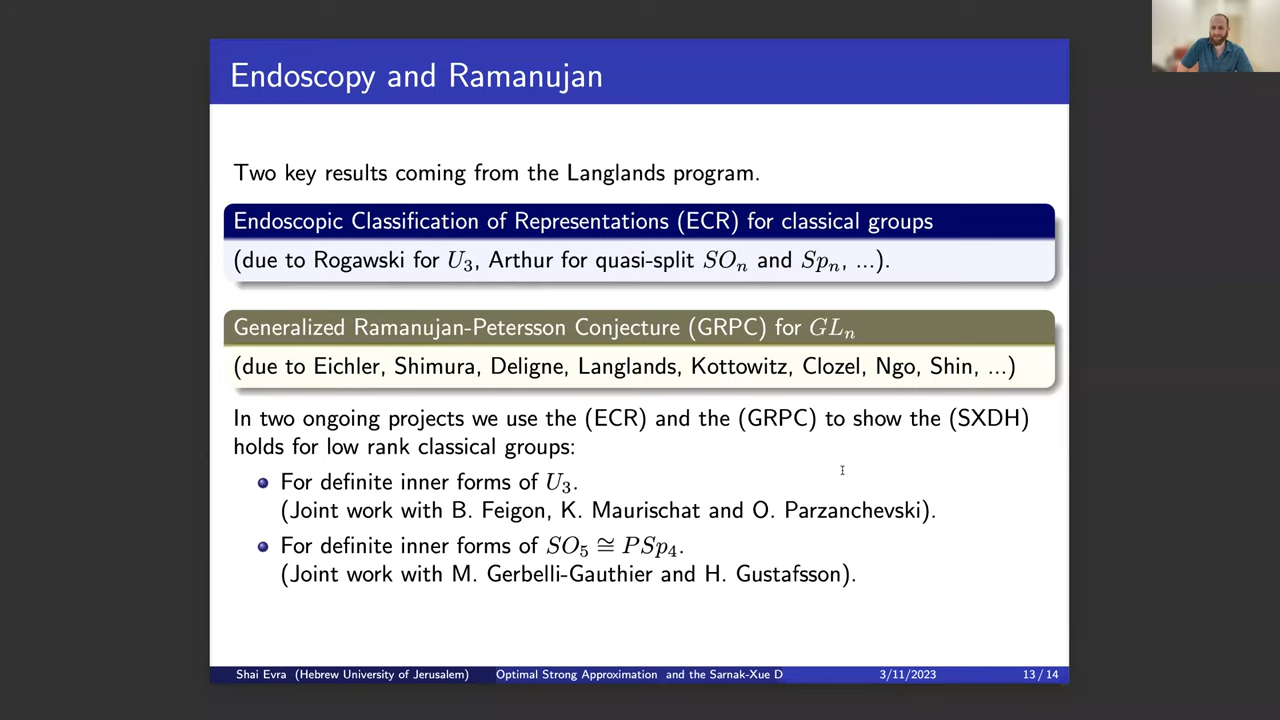 Endoscopy and Ramanujan
Two key results coming from the Langlands program.
Endoscopic Classification of Representations (ECR) for classical groups
(due to Rogawski for U₃, Arthur for quasi-split SOₙ and Spₙ, ...).
Generalized Ramanujan-Petersson Conjecture (GRPC) for GLₙ
(due to Eichler, Shimura, Deligne, Langlands, Kottowitz, Clozel, Ngo, Shin, ...)
In two ongoing projects we use the (ECR) and the (GRPC) to show the (SXDH)
holds for low rank classical groups:
For definite inner forms of U₃.
(Joint work with B. Feigon, K. Maurischat and O. Parzanchevski).
For definite inner forms of SO₅ ≅ PSp₄.
(Joint work with M. Gerbelli-Gauthier and H. Gustafsson).
Shai Evra (Hebrew University of Jerusalem) Optimal Strong Approximation and the Sarnak-Xue D 3/11/2023 13 / 14